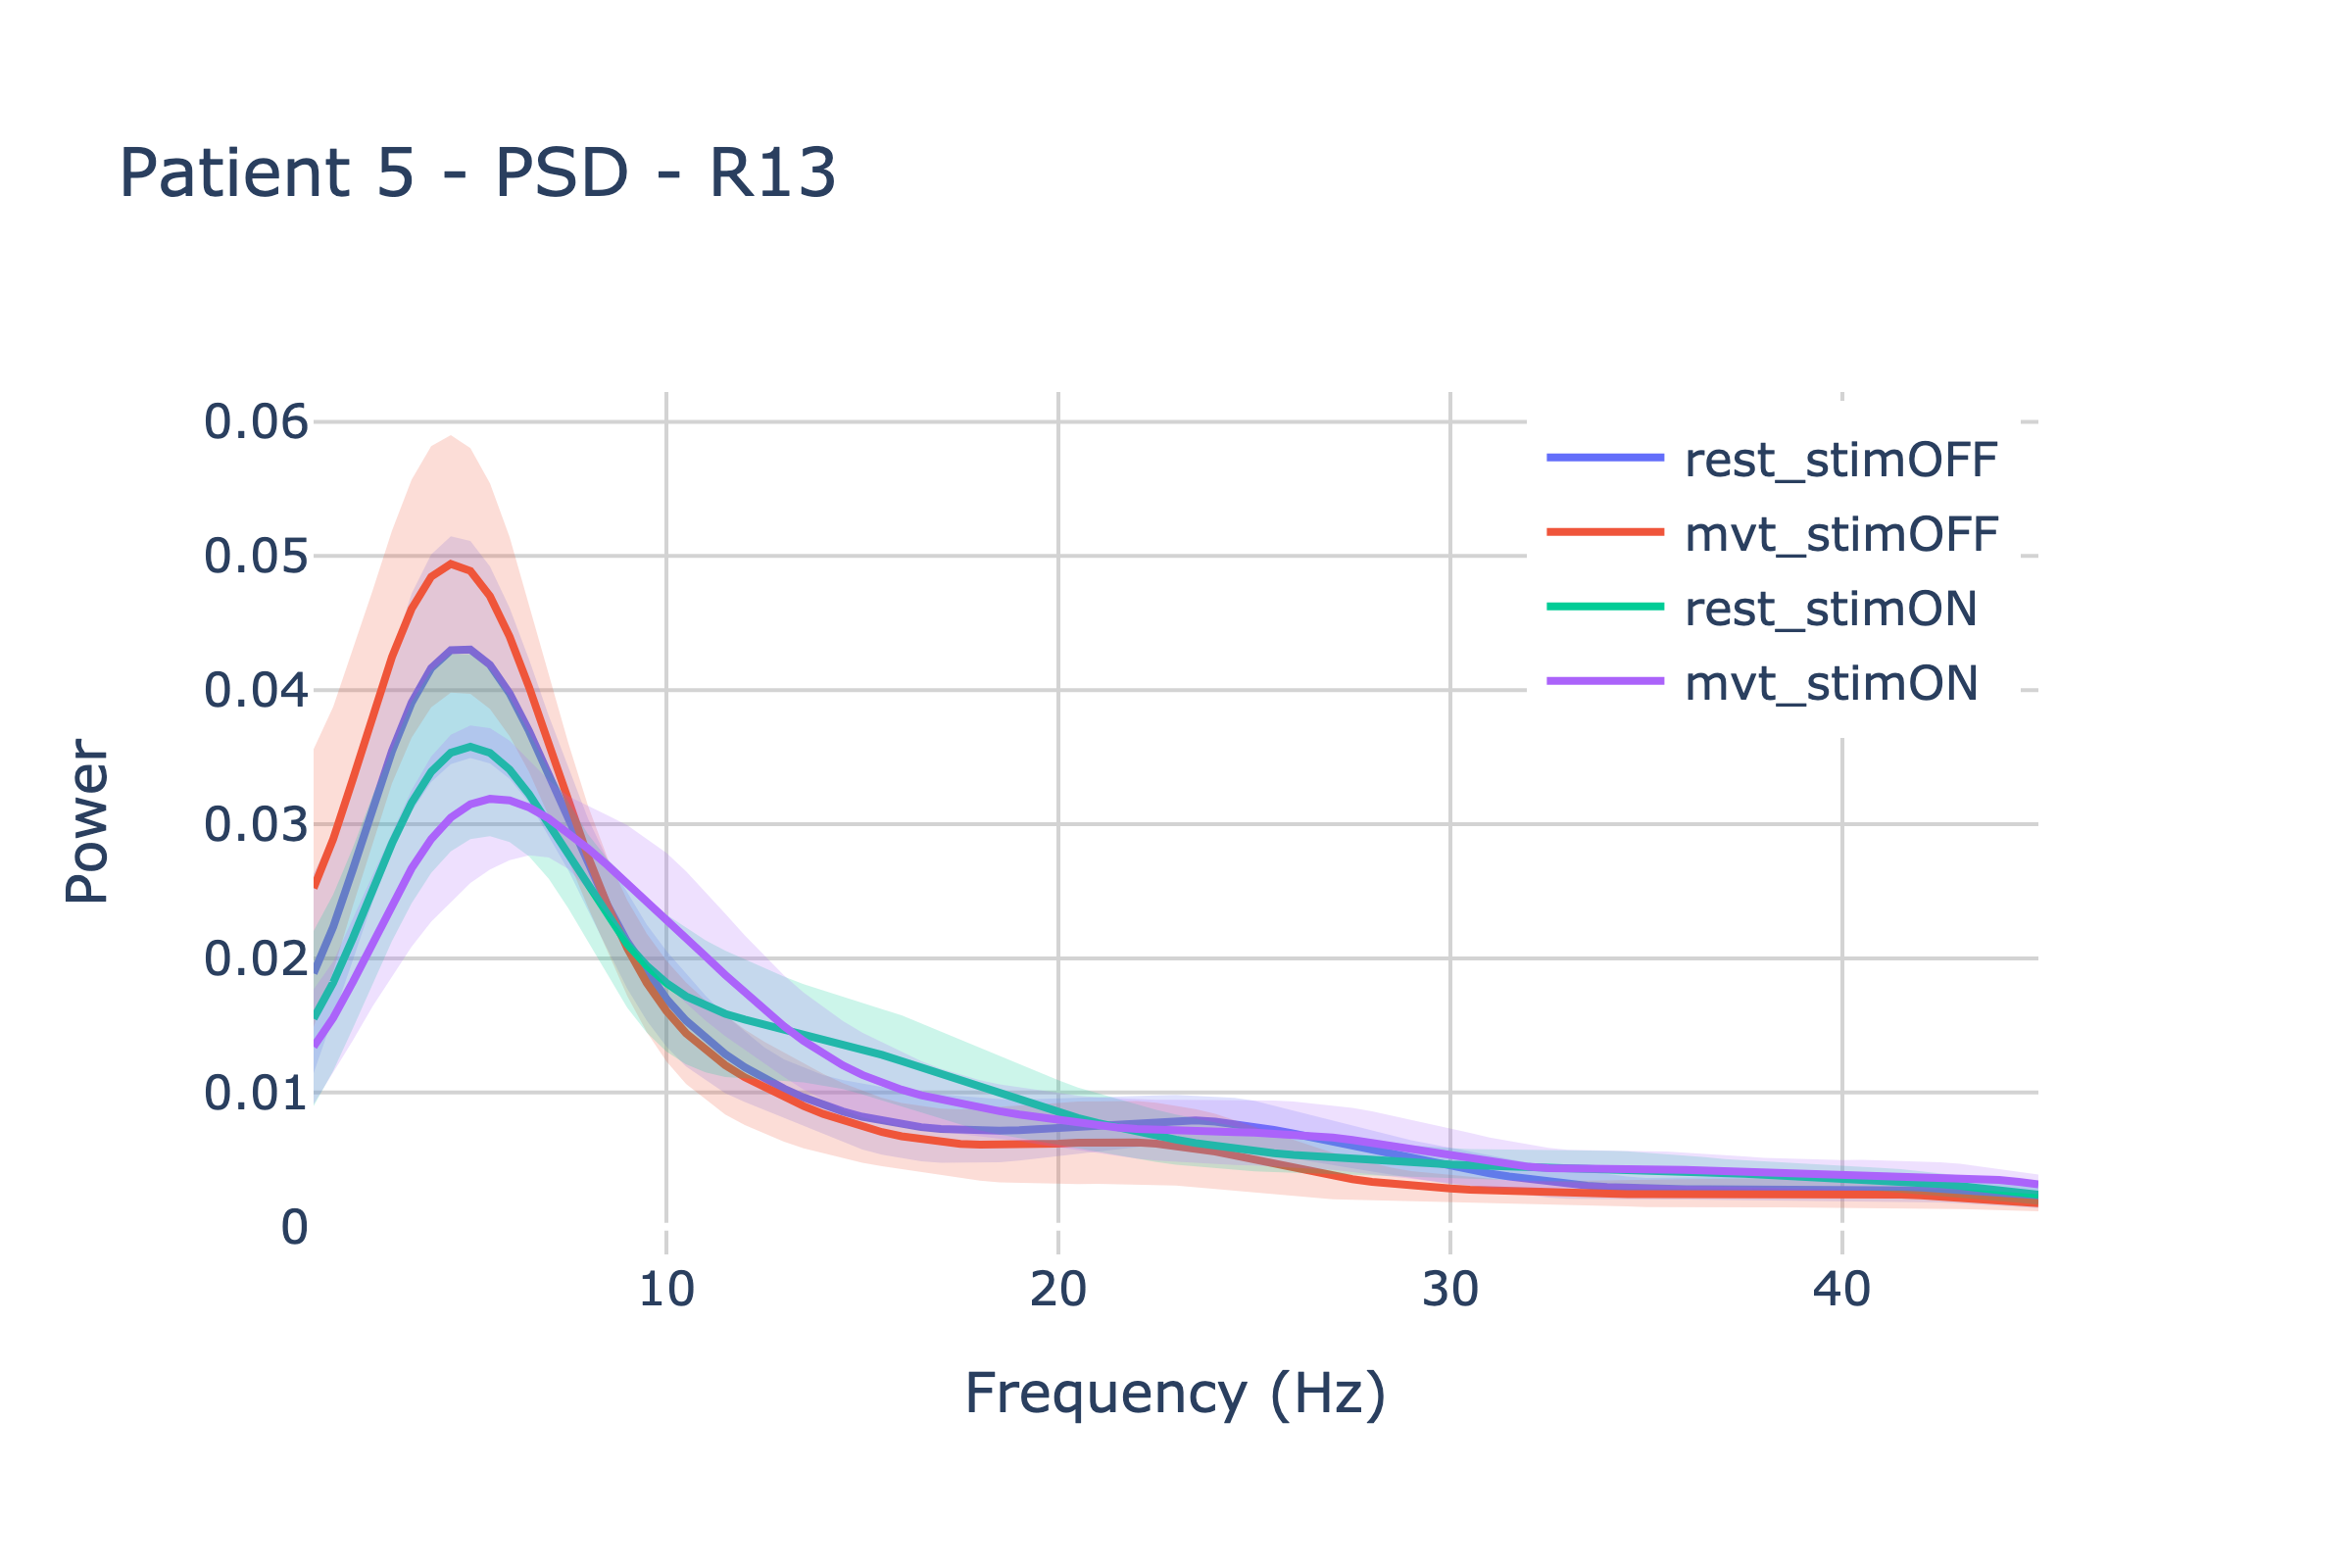 Patient 5 - PSD - R13
0.06
0.05
0.04
0.03
0.02
0.01
0
Power
10 20 30 40
Frequency (Hz)
rest_stimOFF
mvt_stimOFF
rest_stimON
mvt_stimON